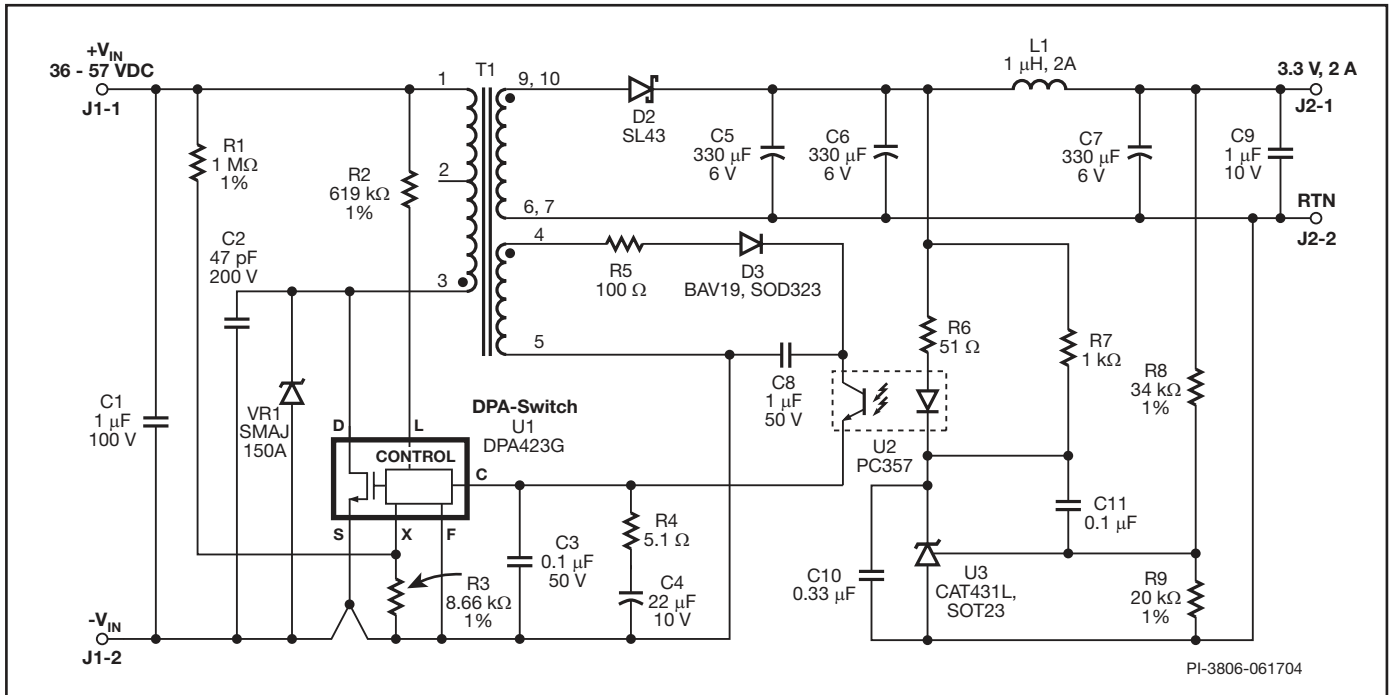 +VIN
36 - 57 VDC
J1-1
R1
1 MΩ
1%
R2
619 kΩ
1%
1
2
3
T1
9, 10
6, 7
4
5
D2
SL43
C5
330 µF
6 V
C6
330 µF
6 V
L1
1 µH, 2A
C7
330 µF
6 V
C9
1 µF
10 V
3.3 V, 2 A
J2-1
RTN
J2-2
C2
47 pF
200 V
R5
100 Ω
D3
BAV19, SOD323
R6
51 Ω
R7
1 kΩ
R8
34 kΩ
1%
C1
1 µF
100 V
VR1
SMAJ
150A
DPA-Switch
U1
DPA423G
D
L
CONTROL
C
S
X
F
C8
1 µF
50 V
U2
PC357
C11
0.1 µF
R3
8.66 kΩ
1%
C3
0.1 µF
50 V
R4
5.1 Ω
C4
22 µF
10 V
C10
0.33 µF
U3
CAT431L,
SOT23
R9
20 kΩ
1%
-VIN
J1-2
PI-3806-061704